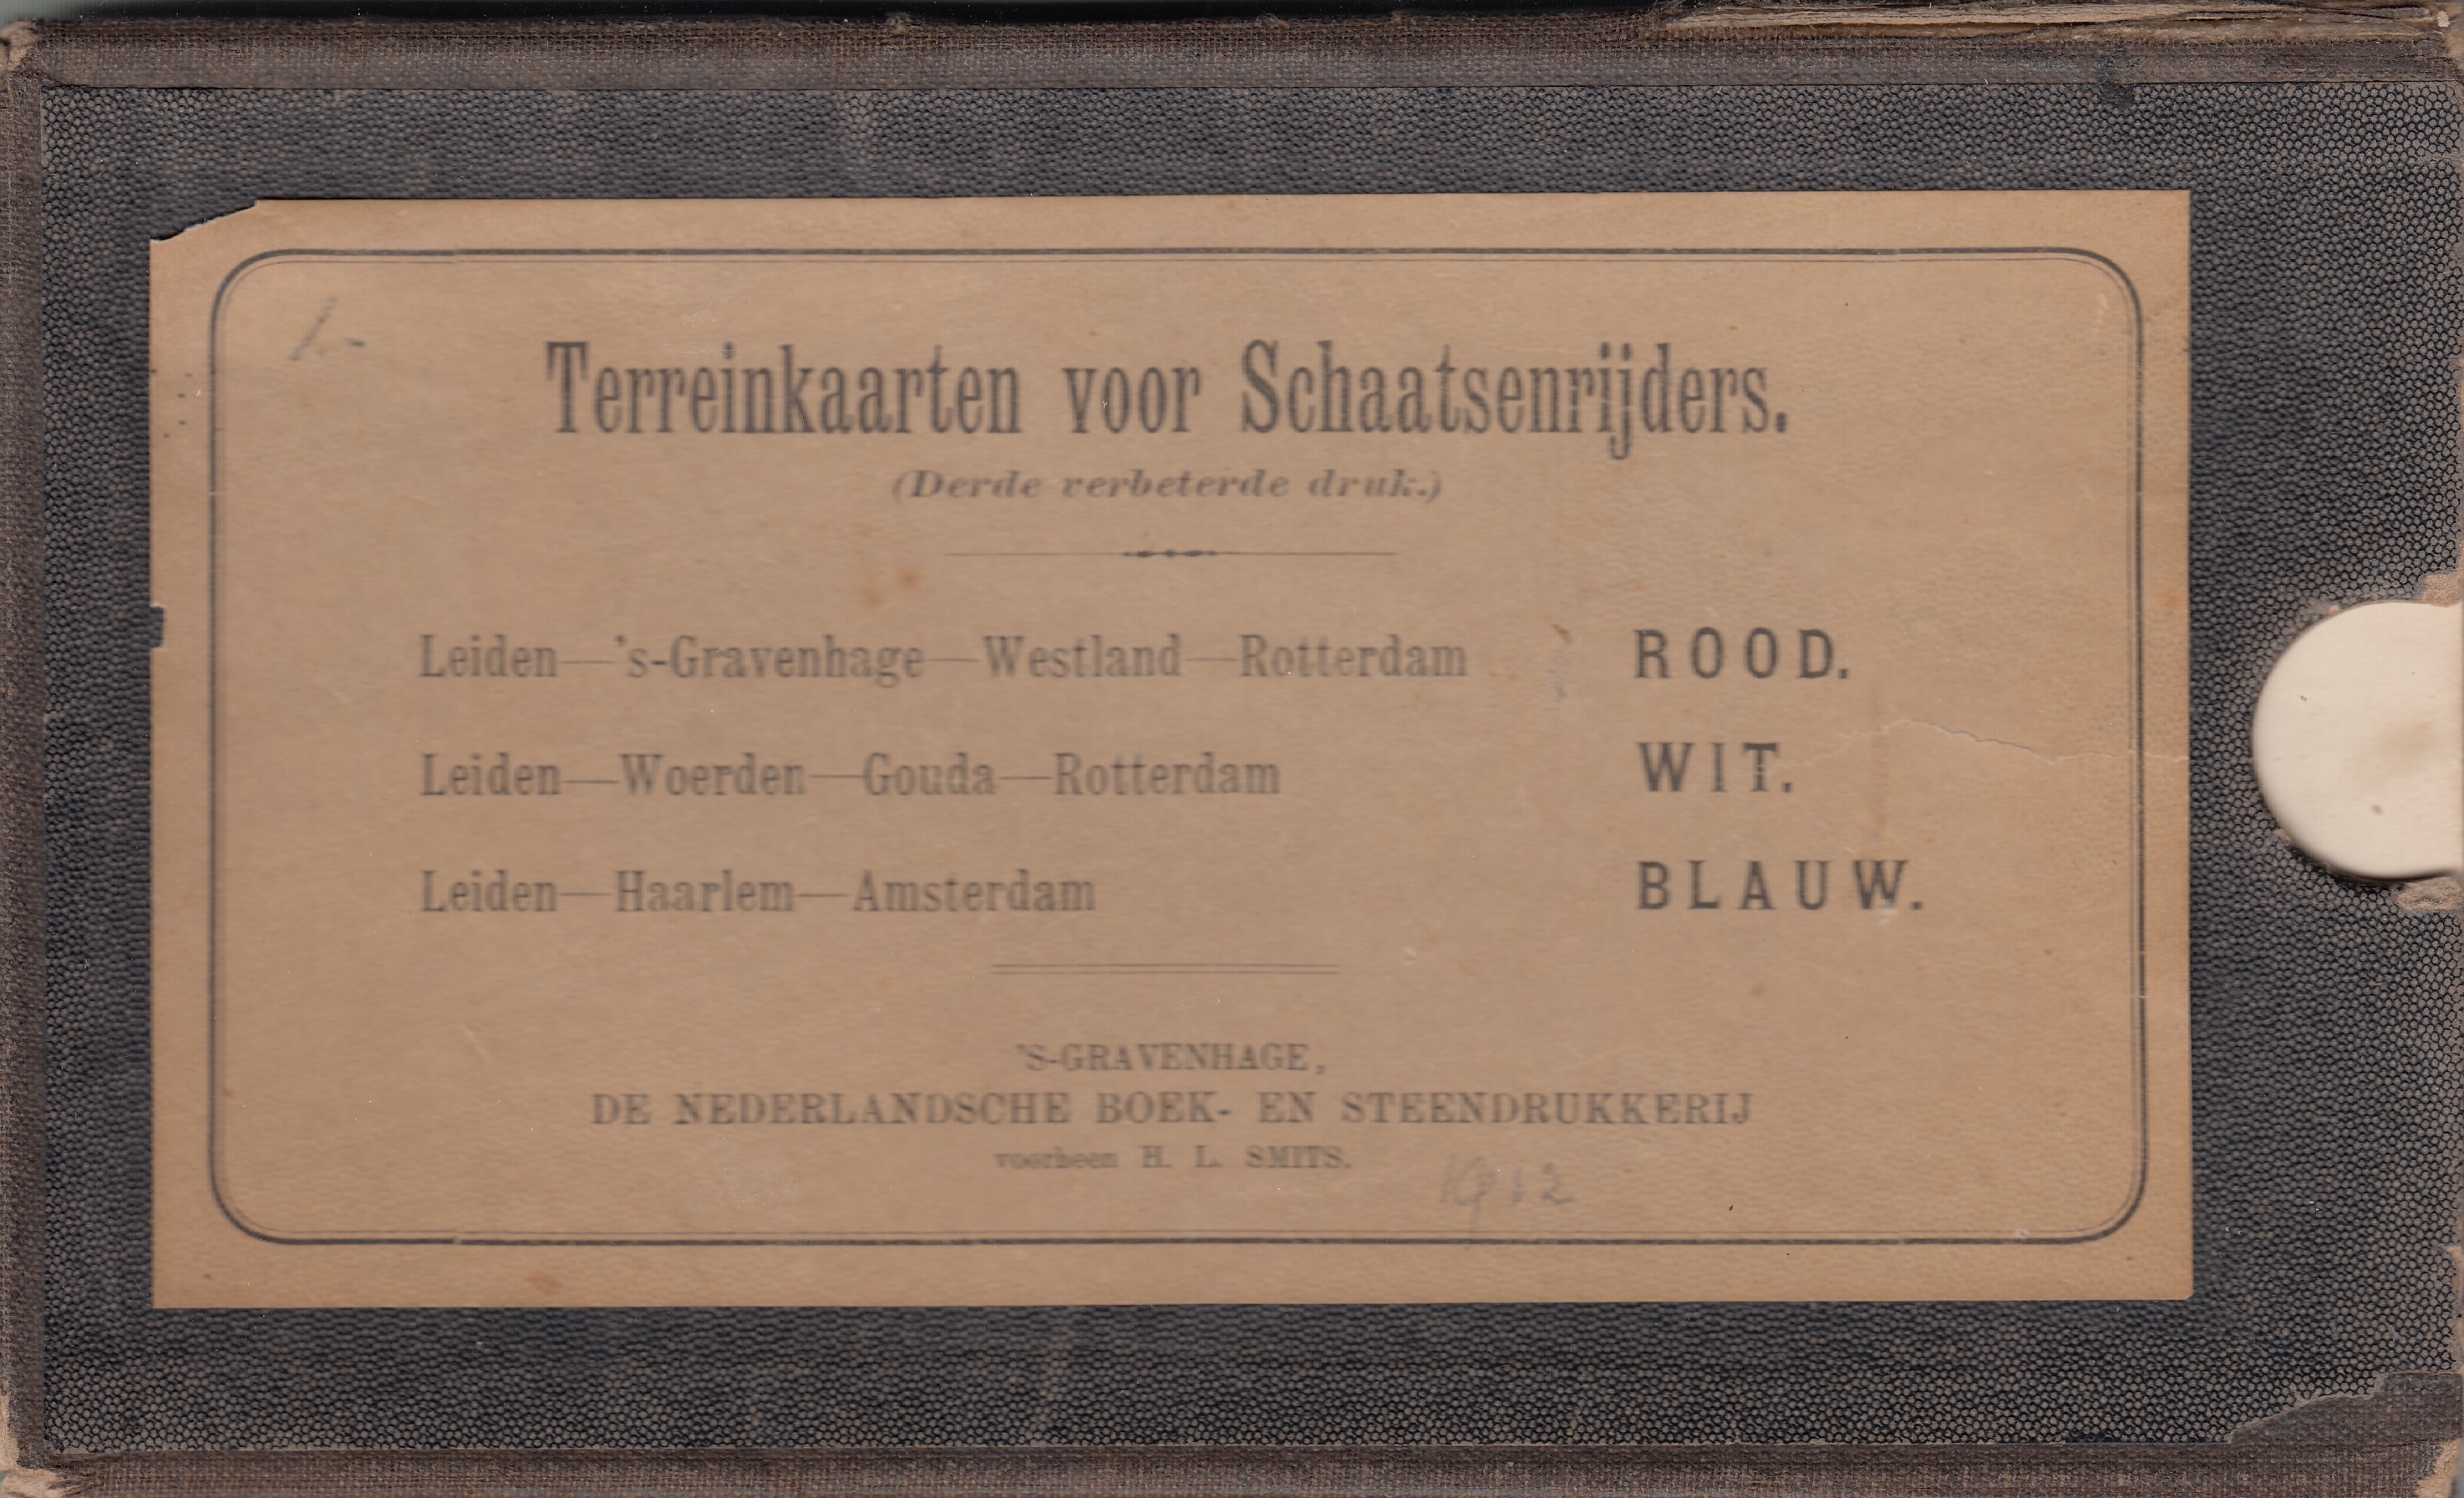 1.-
Terreinkaarten voor Schaatsenrijders.
(Derde verbeterde druk.)
Leiden—'s-Gravenhage—Westland—Rotterdam ROOD.
Leiden—Woerden—Gouda—Rotterdam WIT.
Leiden—Haarlem—Amsterdam BLAUW.
'S-GRAVENHAGE,
DE NEDERLANDSCHE BOEK- EN STEENDRUKKERIJ
voorheen H. L. SMITS.
1912